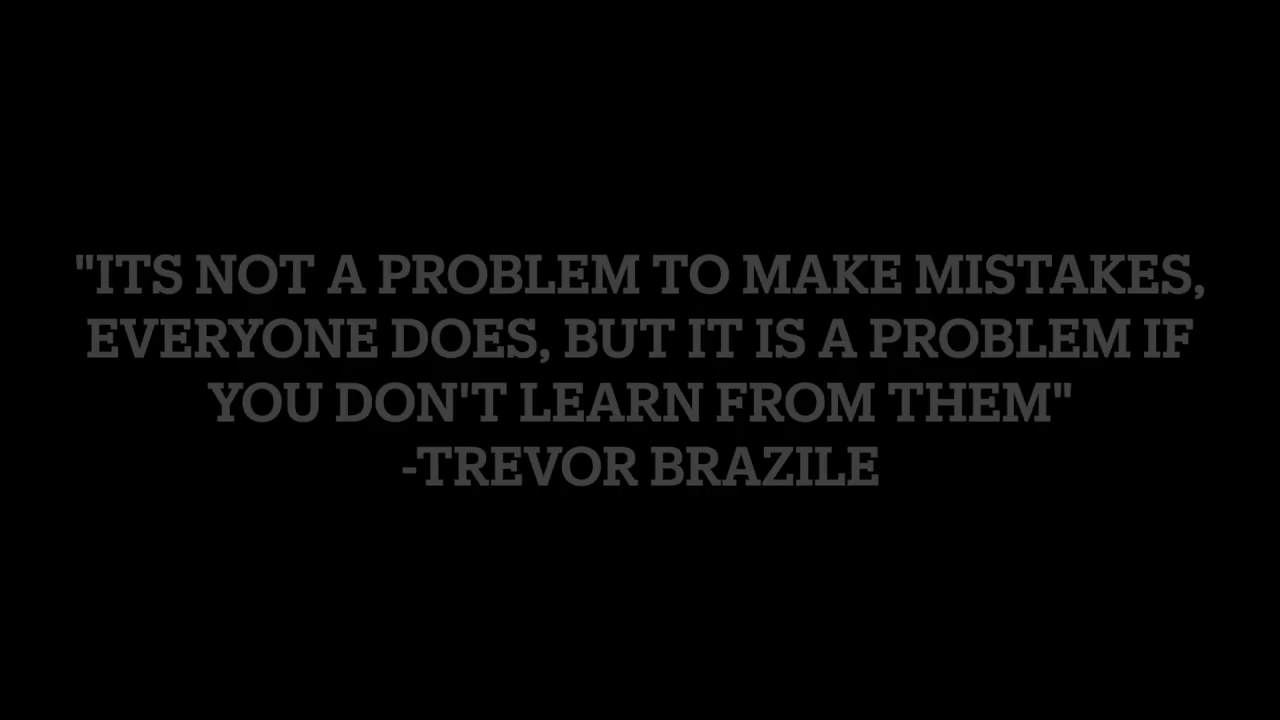 "ITS NOT A PROBLEM TO MAKE MISTAKES,
EVERYONE DOES, BUT IT IS A PROBLEM IF
YOU DON'T LEARN FROM THEM"
-TREVOR BRAZILE